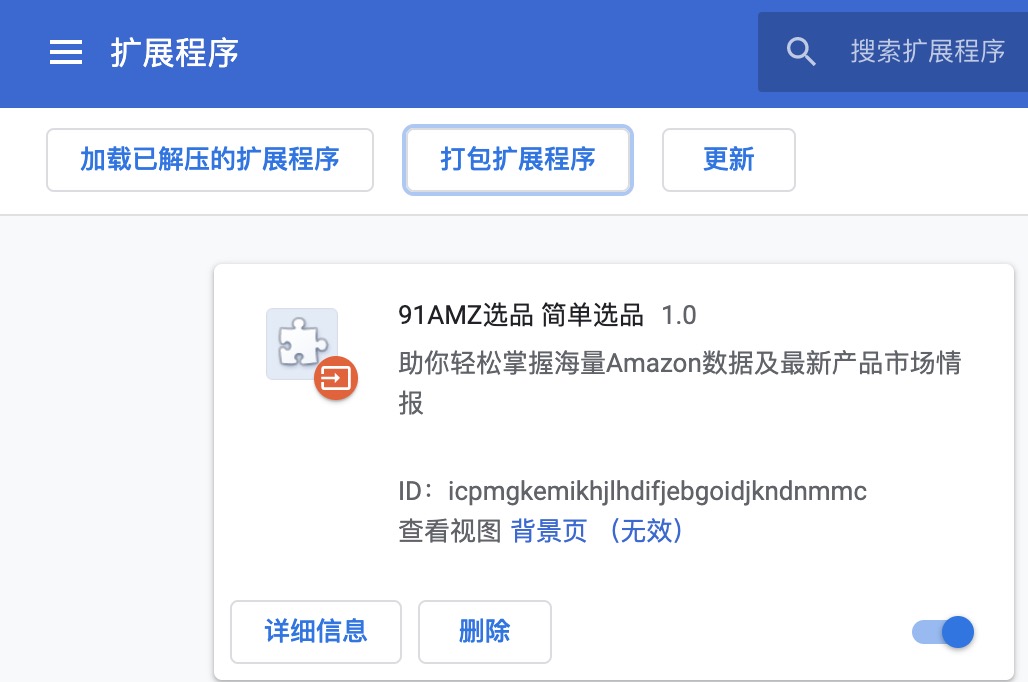 扩展程序
搜索扩展程序
加载已解压的扩展程序
打包扩展程序
更新
91AMZ选品 简单选品 1.0
助你轻松掌握海量Amazon数据及最新产品市场情
报
ID：icpmgkemikhjlhdifjebgoidjkndnmmc
查看视图 背景页 （无效）
详细信息
删除